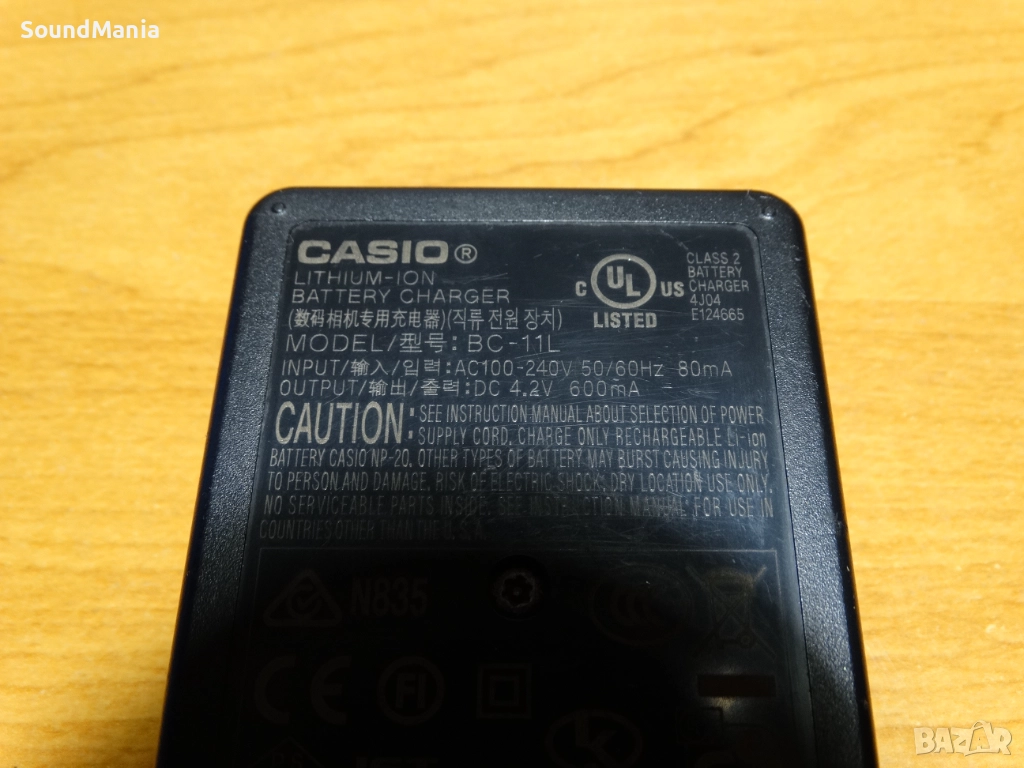 SoundMania
CASIO®
LITHIUM-ION
BATTERY CHARGER
(数码相机专用充电器)(직류 전원 장치)
MODEL/型号: BC-11L
INPUT/输入/입력:AC100-240V 50/60Hz 80mA
OUTPUT/输出/출력:DC 4.2V 600mA
C UL US
LISTED
CLASS 2
BATTERY
CHARGER
4J04
E124665
CAUTION: SEE INSTRUCTION MANUAL ABOUT SELECTION OF POWER
SUPPLY CORD, CHARGE ONLY RECHARGEABLE Li-ion
BATTERY CASIO NP-20. OTHER TYPES OF BATTERY MAY BURST CAUSING INJURY
TO PERSON AND DAMAGE. RISK OF ELECTRIC SHOCK. DRY LOCATION USE ONLY.
NO SERVICEABLE PARTS INSIDE. SEE INSTRUCTION MANUAL FOR USE IN
COUNTRIES OTHER THAN THE U.S.A.
N835
CCC
CE
FI
K
BAZAR